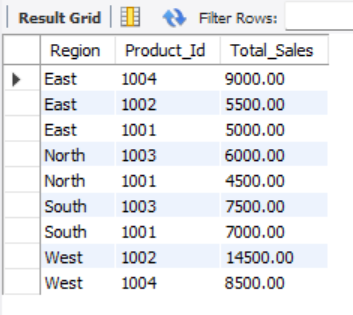 Result Grid Filter Rows:
Region Product_Id Total_Sales
East 1004 9000.00
East 1002 5500.00
East 1001 5000.00
North 1003 6000.00
North 1001 4500.00
South 1003 7500.00
South 1001 7000.00
West 1002 14500.00
West 1004 8500.00